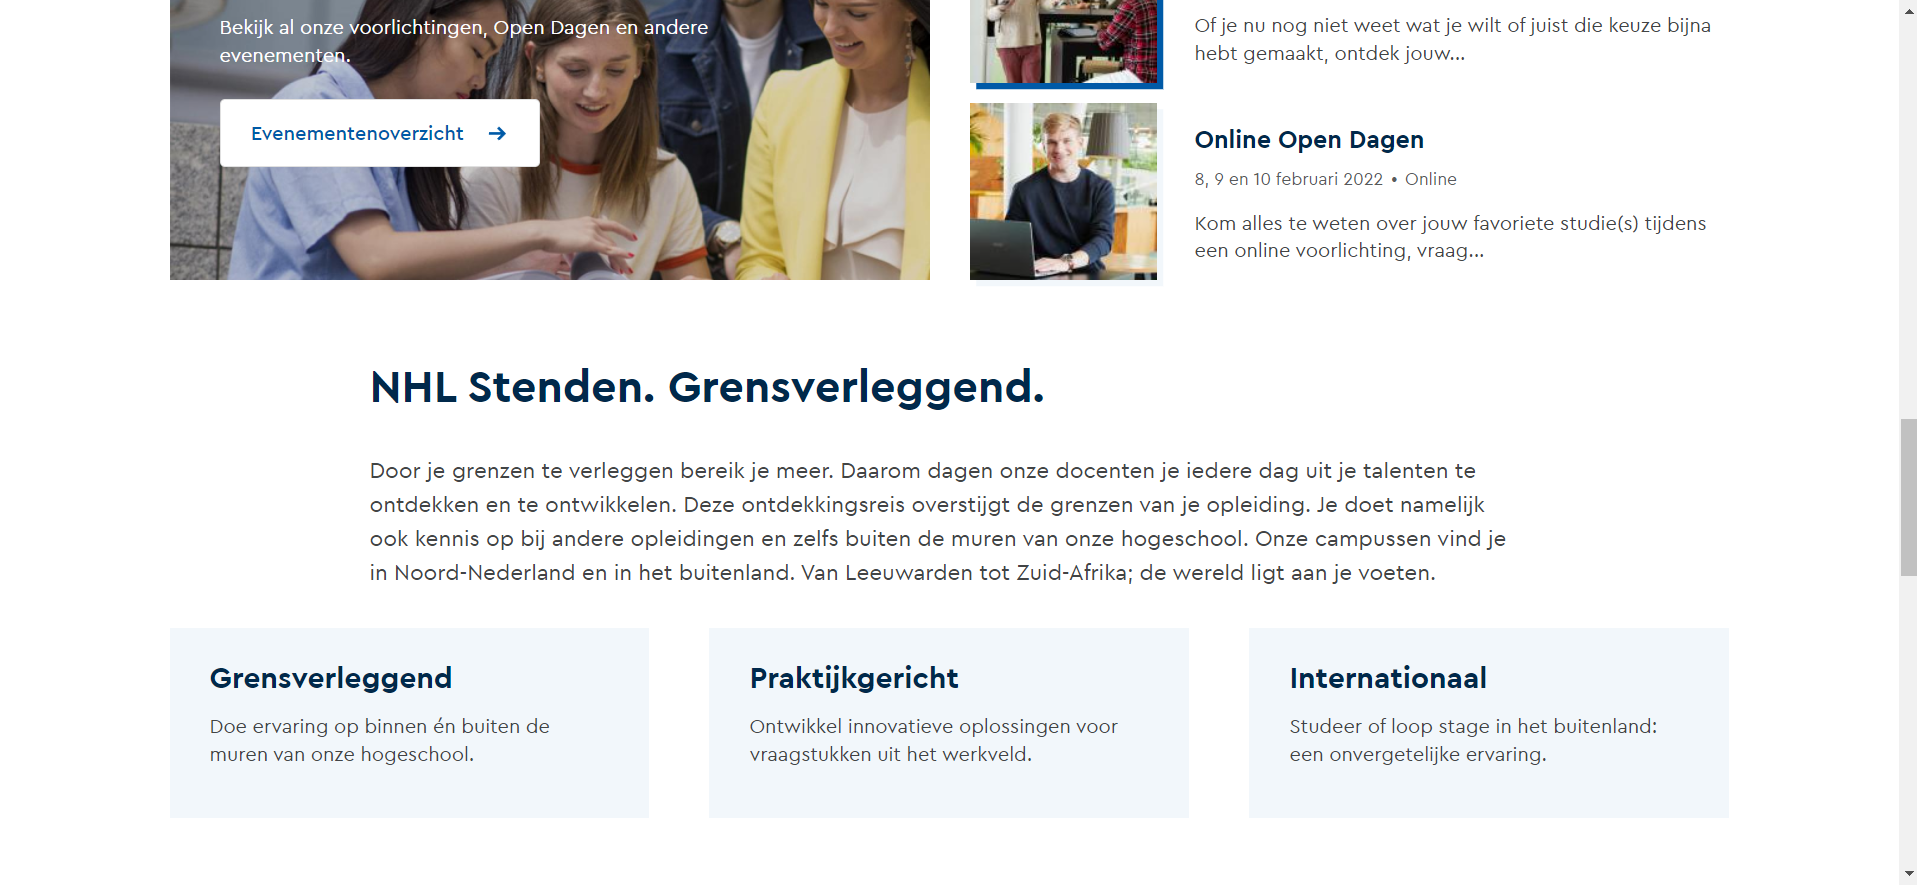 Bekijk al onze voorlichtingen, Open Dagen en andere
evenementen.
Evenementenoverzicht
Of je nu nog niet weet wat je wilt of juist die keuze bijna
hebt gemaakt, ontdek jouw...
Online Open Dagen
8, 9 en 10 februari 2022 • Online
Kom alles te weten over jouw favoriete studie(s) tijdens
een online voorlichting, vraag...
NHL Stenden. Grensverleggend.
Door je grenzen te verleggen bereik je meer. Daarom dagen onze docenten je iedere dag uit je talenten te
ontdekken en te ontwikkelen. Deze ontdekkingsreis overstijgt de grenzen van je opleiding. Je doet namelijk
ook kennis op bij andere opleidingen en zelfs buiten de muren van onze hogeschool. Onze campussen vind je
in Noord-Nederland en in het buitenland. Van Leeuwarden tot Zuid-Afrika; de wereld ligt aan je voeten.
Grensverleggend
Doe ervaring op binnen én buiten de
muren van onze hogeschool.
Praktijkgericht
Ontwikkel innovatieve oplossingen voor
vraagstukken uit het werkveld.
Internationaal
Studeer of loop stage in het buitenland:
een onvergetelijke ervaring.